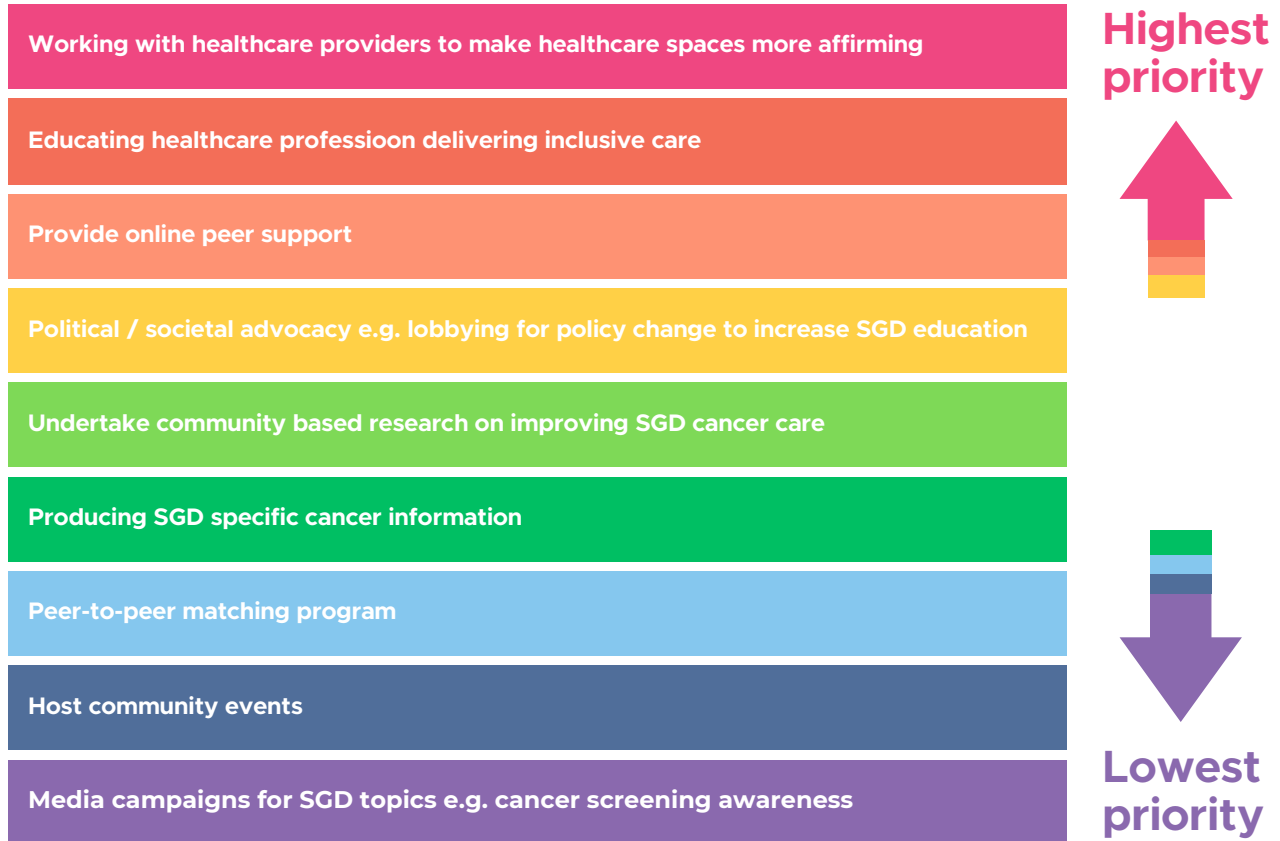 Working with healthcare providers to make healthcare spaces more affirming
Highest
priority
Educating healthcare professioon delivering inclusive care
Provide online peer support
Political / societal advocacy e.g. lobbying for policy change to increase SGD education
Undertake community based research on improving SGD cancer care
Producing SGD specific cancer information
Peer-to-peer matching program
Host community events
Media campaigns for SGD topics e.g. cancer screening awareness
Lowest
priority